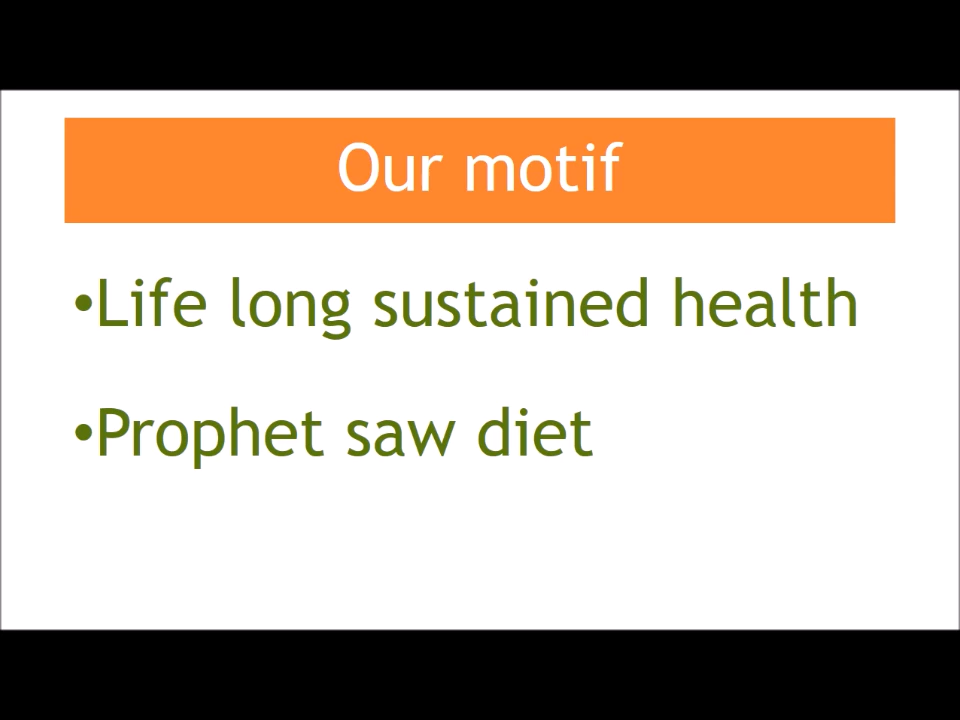 Our motif
•Life long sustained health
•Prophet saw diet